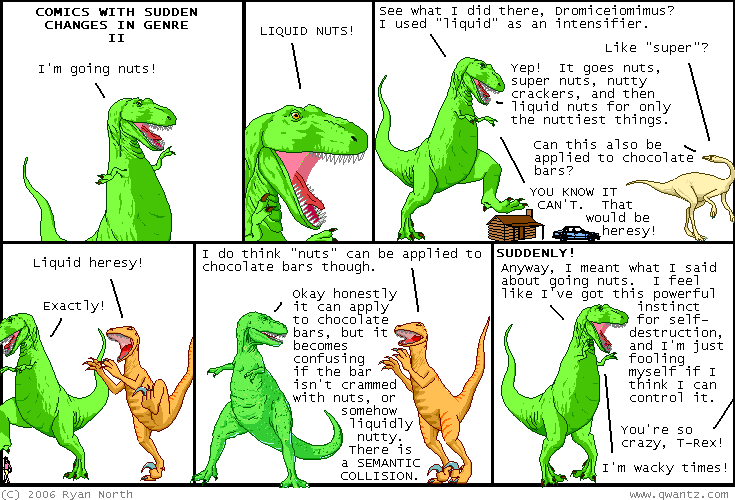 COMICS WITH SUDDEN
CHANGES IN GENRE
II
I'm going nuts!
LIQUID NUTS!
See what I did there, Dromiceiomimus?
I used "liquid" as an intensifier.
Like "super"?
Yep!  It goes nuts,
super nuts, nutty
crackers, and then
liquid nuts for only
the nuttiest things.
Can this also be
applied to chocolate
bars?
YOU KNOW IT
CAN'T.  That
would be
heresy!
Liquid heresy!
Exactly!
I do think "nuts" can be applied to
chocolate bars though.
Okay honestly
it can apply
to chocolate
bars, but it
becomes
confusing
if the bar
isn't crammed
with nuts, or
somehow
liquidly
nutty.
There is
a SEMANTIC
COLLISION.
SUDDENLY!
Anyway, I meant what I said
about going nuts.  I feel
like I've got this powerful
instinct
for self-
destruction,
and I'm just
fooling
myself if I
think I can
control it.
You're so
crazy, T-Rex!
I'm wacky times!
(C) 2006 Ryan North
www.qwantz.com